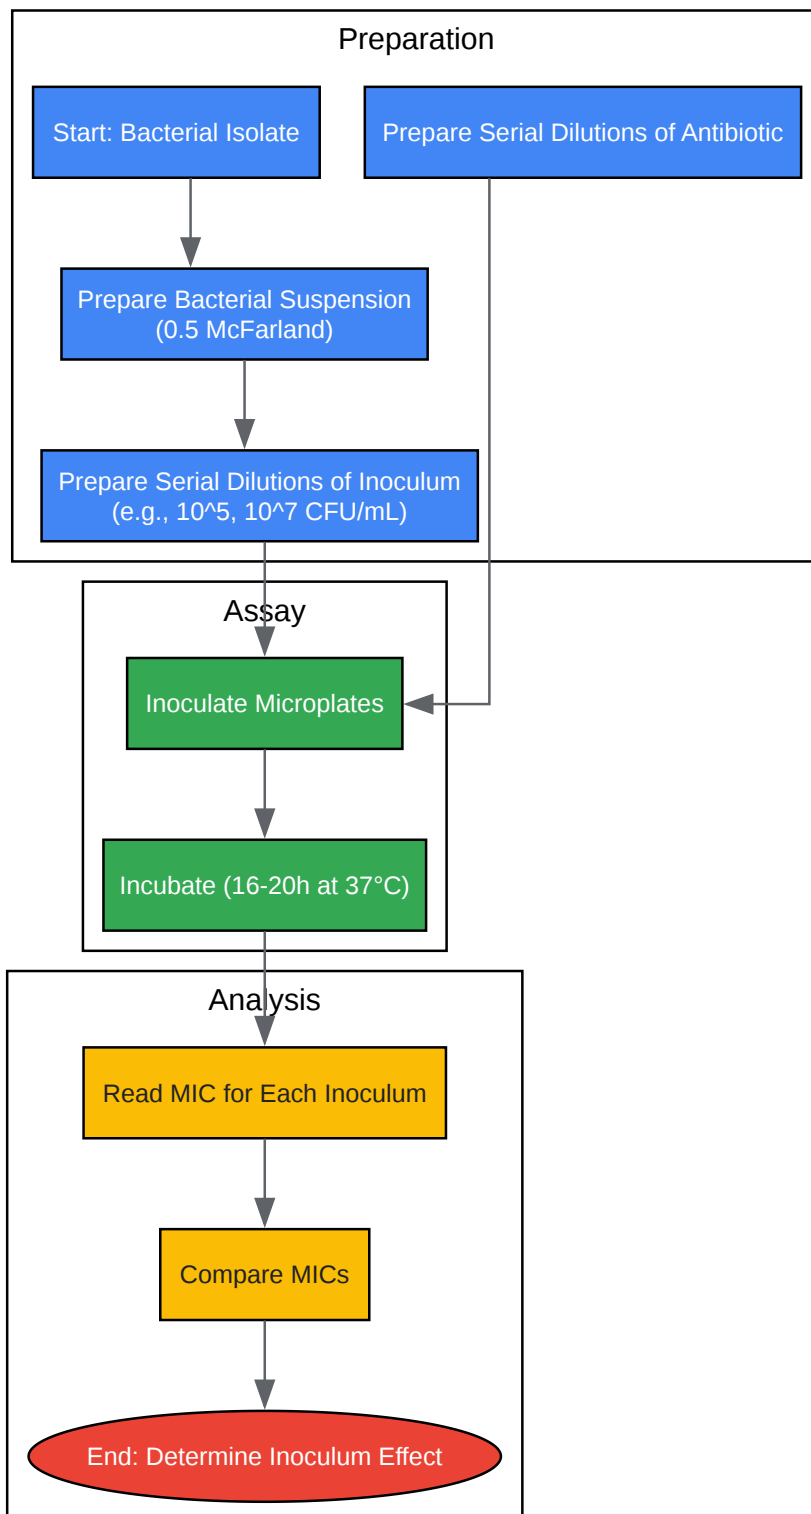 Preparation
Start: Bacterial Isolate
Prepare Serial Dilutions of Antibiotic
Prepare Bacterial Suspension
(0.5 McFarland)
Prepare Serial Dilutions of Inoculum
(e.g., 10^5, 10^7 CFU/mL)
Assay
Inoculate Microplates
Incubate (16-20h at 37°C)
Analysis
Read MIC for Each Inoculum
Compare MICs
End: Determine Inoculum Effect